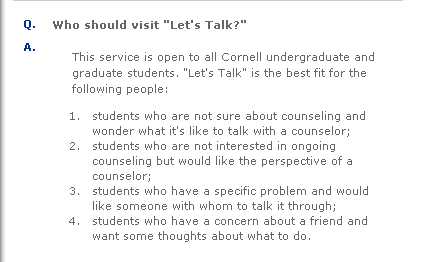 Q. Who should visit "Let's Talk?"
A.
This service is open to all Cornell undergraduate and
graduate students. "Let's Talk" is the best fit for the
following people:
1. students who are not sure about counseling and
wonder what it's like to talk with a counselor;
2. students who are not interested in ongoing
counseling but would like the perspective of a
counselor;
3. students who have a specific problem and would
like someone with whom to talk it through;
4. students who have a concern about a friend and
want some thoughts about what to do.